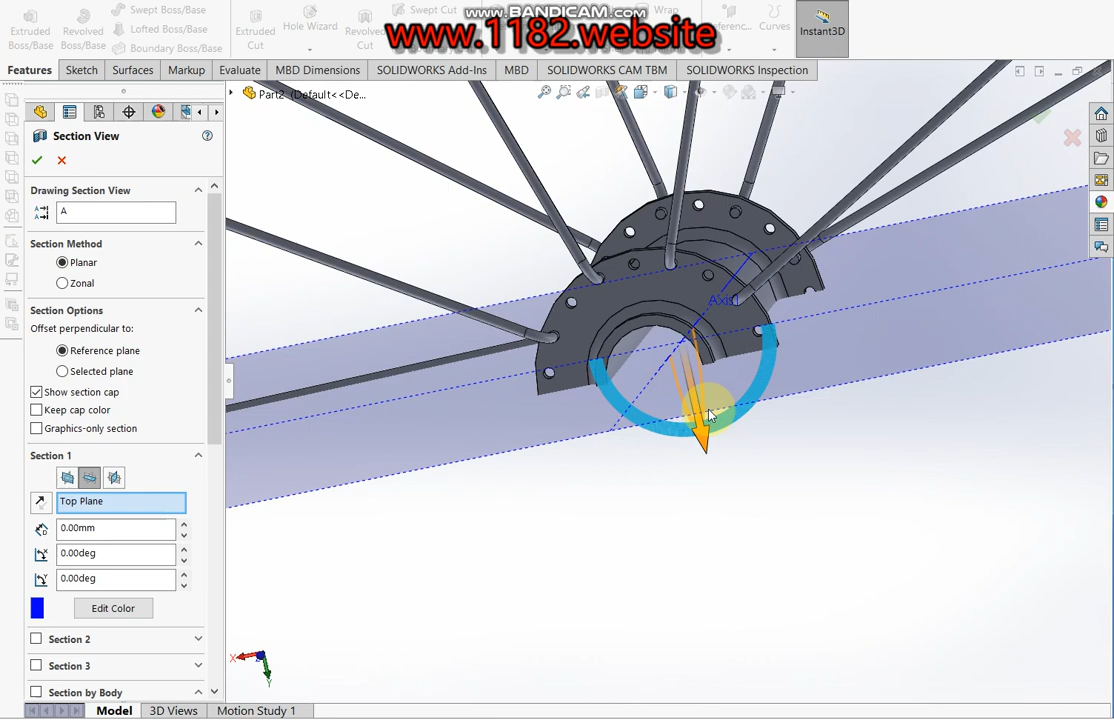 www.BANDICAM.com
www.1182.website
Extruded Boss/Base
Revolved Boss/Base
Swept Boss/Base
Lofted Boss/Base
Boundary Boss/Base
Extruded Cut
Hole Wizard
Revolved Cut
Swept Cut
Wrap
Curves
Instant3D
Features
Sketch
Surfaces
Markup
Evaluate
MBD Dimensions
SOLIDWORKS Add-Ins
MBD
SOLIDWORKS CAM TBM
SOLIDWORKS Inspection
Part2 (Default<<De...
Section View
Drawing Section View
A
Section Method
Planar
Zonal
Section Options
Offset perpendicular to:
Reference plane
Selected plane
Show section cap
Keep cap color
Graphics-only section
Section 1
Top Plane
0.00mm
0.00deg
0.00deg
Edit Color
Section 2
Section 3
Section by Body
Axis1
X
Y
Model
3D Views
Motion Study 1